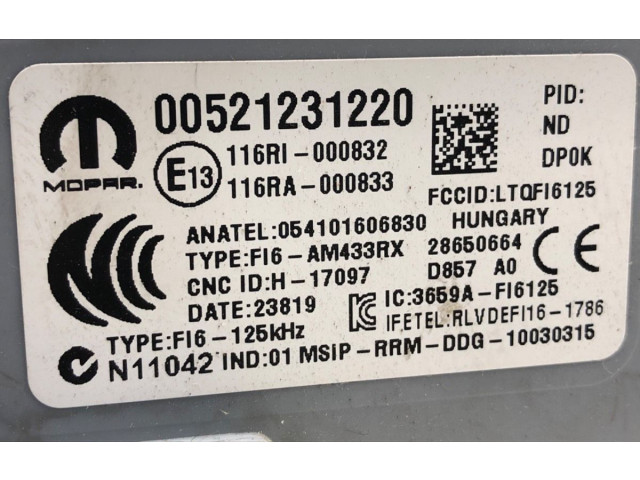 MOPAR.
00521231220
PID:
ND
DP0K
E13
116RI-000832
116RA-000833
FCCID:LTQFI6125
ANATEL:054101606830
HUNGARY
TYPE:FI6-AM433RX
28650664
CNC ID:H-17097
D857 A0
CE
DATE:23819
IC:3659A-FI6125
TYPE:FI6-125kHz
IFETEL:RLVDEFI16-1786
N11042 IND:01 MSIP-RRM-DDG-10030315